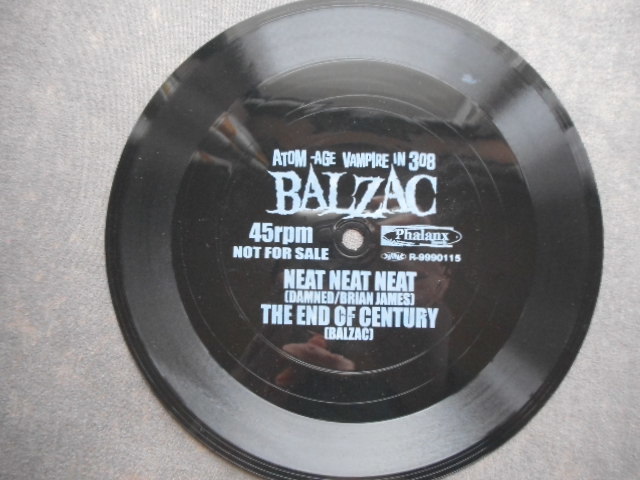 ATOM-AGE VAMPIRE IN 308
BALZAC
45rpm
NOT FOR SALE
Phalanx
R-9990115
NEAT NEAT NEAT
(DAMNED/BRIAN JAMES)
THE END OF CENTURY
(BALZAC)